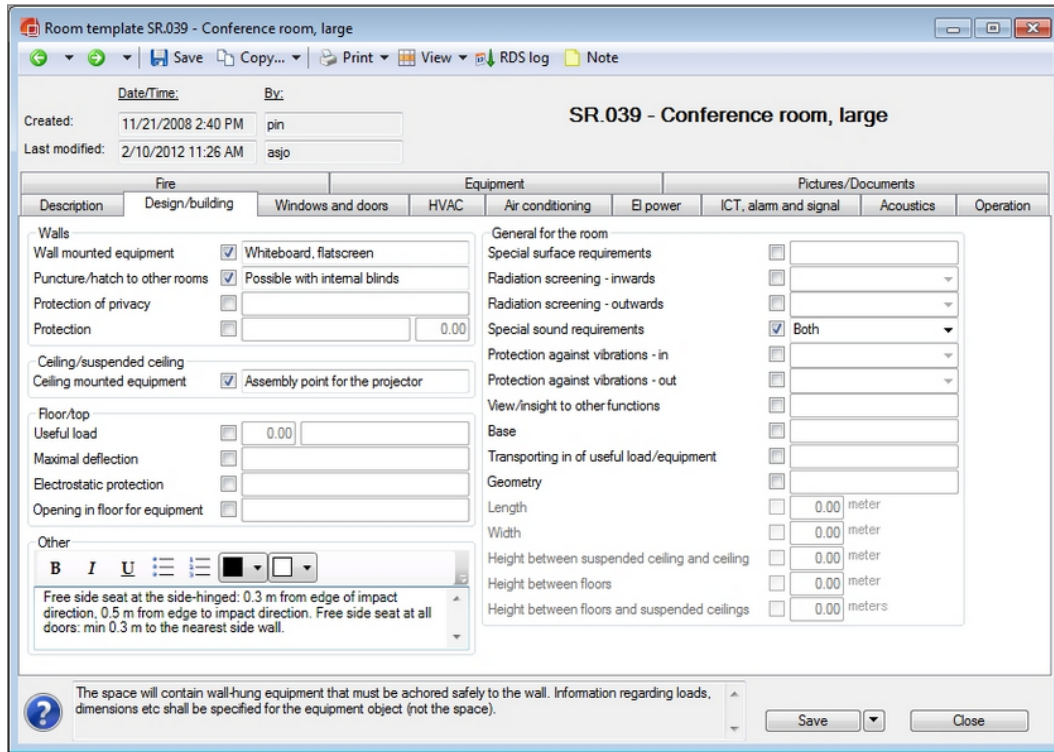 Room template SR.039 - Conference room, large
Save Copy... Print View RDS log Note
Date/Time: By:
SR.039 - Conference room, large
Created: 11/21/2008 2:40 PM pin
Last modified: 2/10/2012 11:26 AM asjo
Fire Equipment Pictures/Documents
Description Design/building Windows and doors HVAC Air conditioning El power ICT, alarm and signal Acoustics Operation
Walls
Wall mounted equipment Whiteboard, flatscreen
Puncture/hatch to other rooms Possible with internal blinds
Protection of privacy
Protection 0.00
Ceiling/suspended ceiling
Ceiling mounted equipment Assembly point for the projector
Floor/top
Useful load 0.00
Maximal deflection
Electrostatic protection
Opening in floor for equipment
Other
B I U
Free side seat at the side-hinged: 0.3 m from edge of impact
direction, 0.5 m from edge to impact direction. Free side seat at all
doors: min 0.3 m to the nearest side wall.
General for the room
Special surface requirements
Radiation screening - inwards
Radiation screening - outwards
Special sound requirements Both
Protection against vibrations - in
Protection against vibrations - out
View/insight to other functions
Base
Transporting in of useful load/equipment
Geometry
Length 0.00 meter
Width 0.00 meter
Height between suspended ceiling and ceiling 0.00 meter
Height between floors 0.00 meter
Height between floors and suspended ceilings 0.00 meters
The space will contain wall-hung equipment that must be achored safely to the wall. Information regarding loads,
dimensions etc shall be specified for the equipment object (not the space).
Save Close